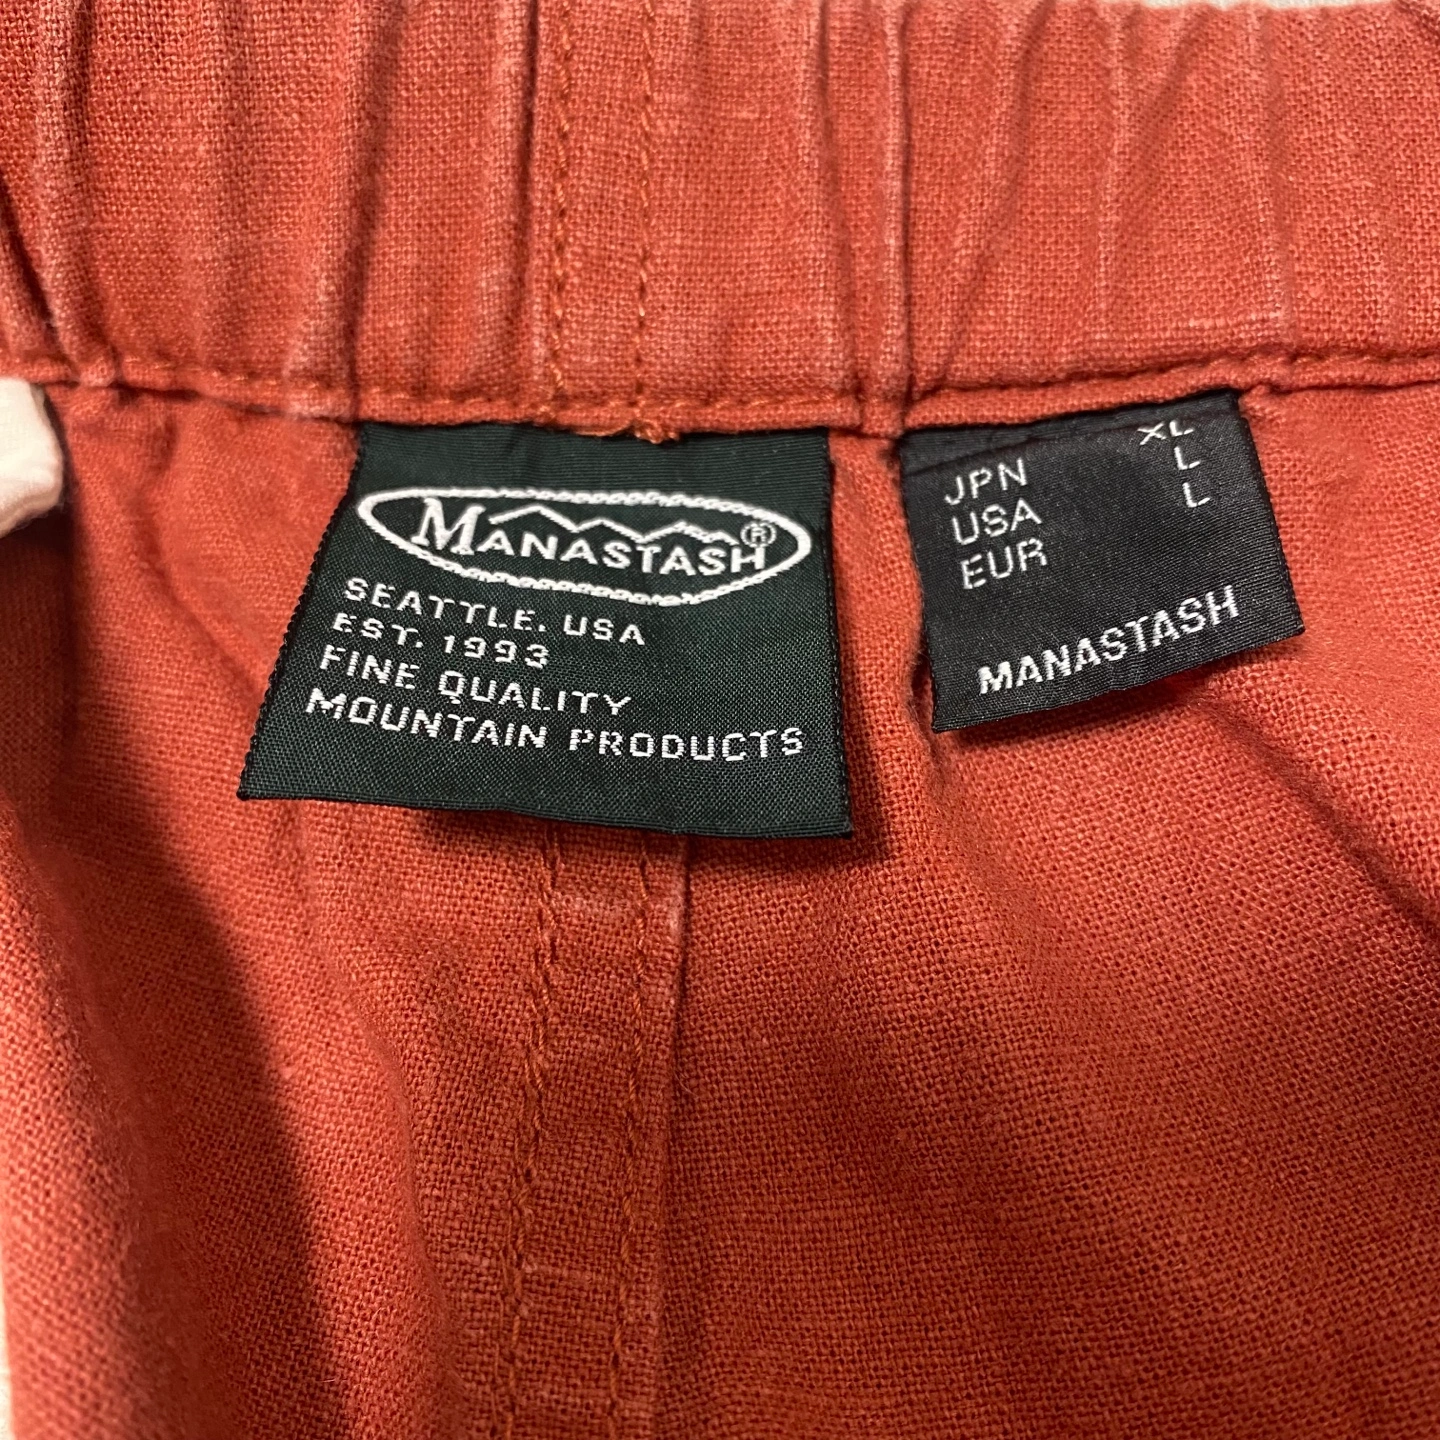 MANASTASH®
SEATTLE. USA
EST. 1993
FINE QUALITY
MOUNTAIN PRODUCTS
JPN XL
USA L
EUR L
MANASTASH